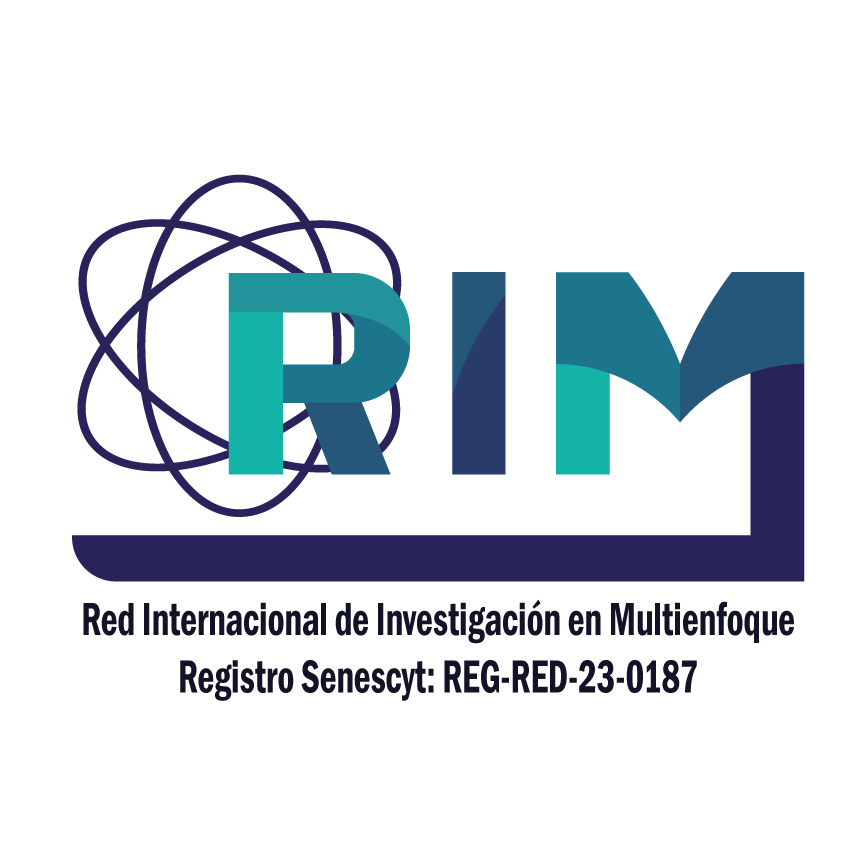 RIM
Red Internacional de Investigación en Multienfoque
Registro Senescyt: REG-RED-23-0187